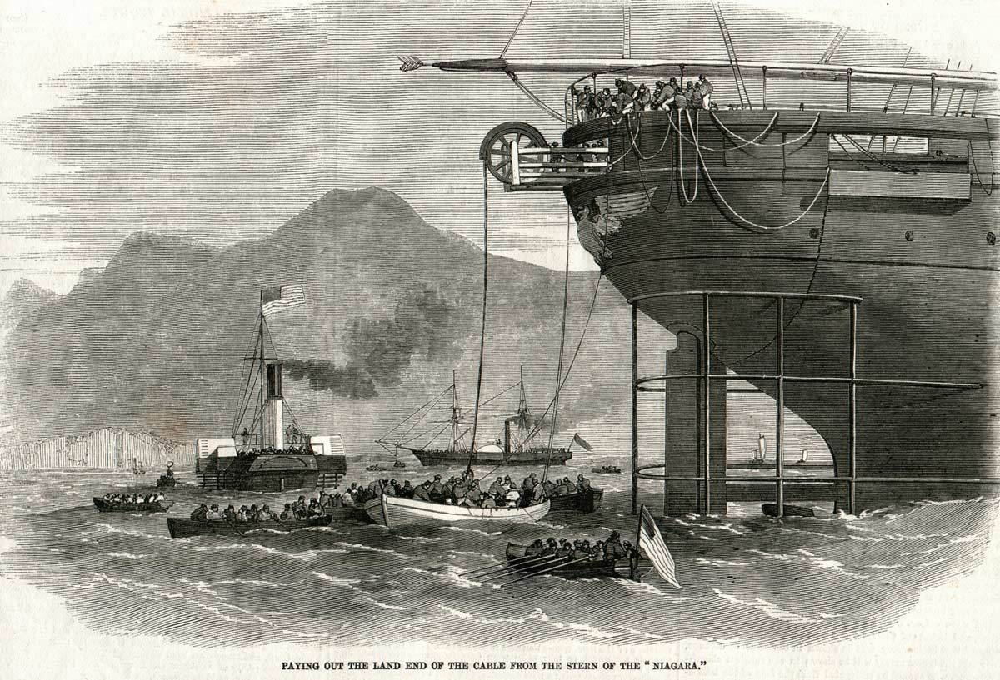 PAYING OUT THE LAND END OF THE CABLE FROM THE STERN OF THE "NIAGARA."